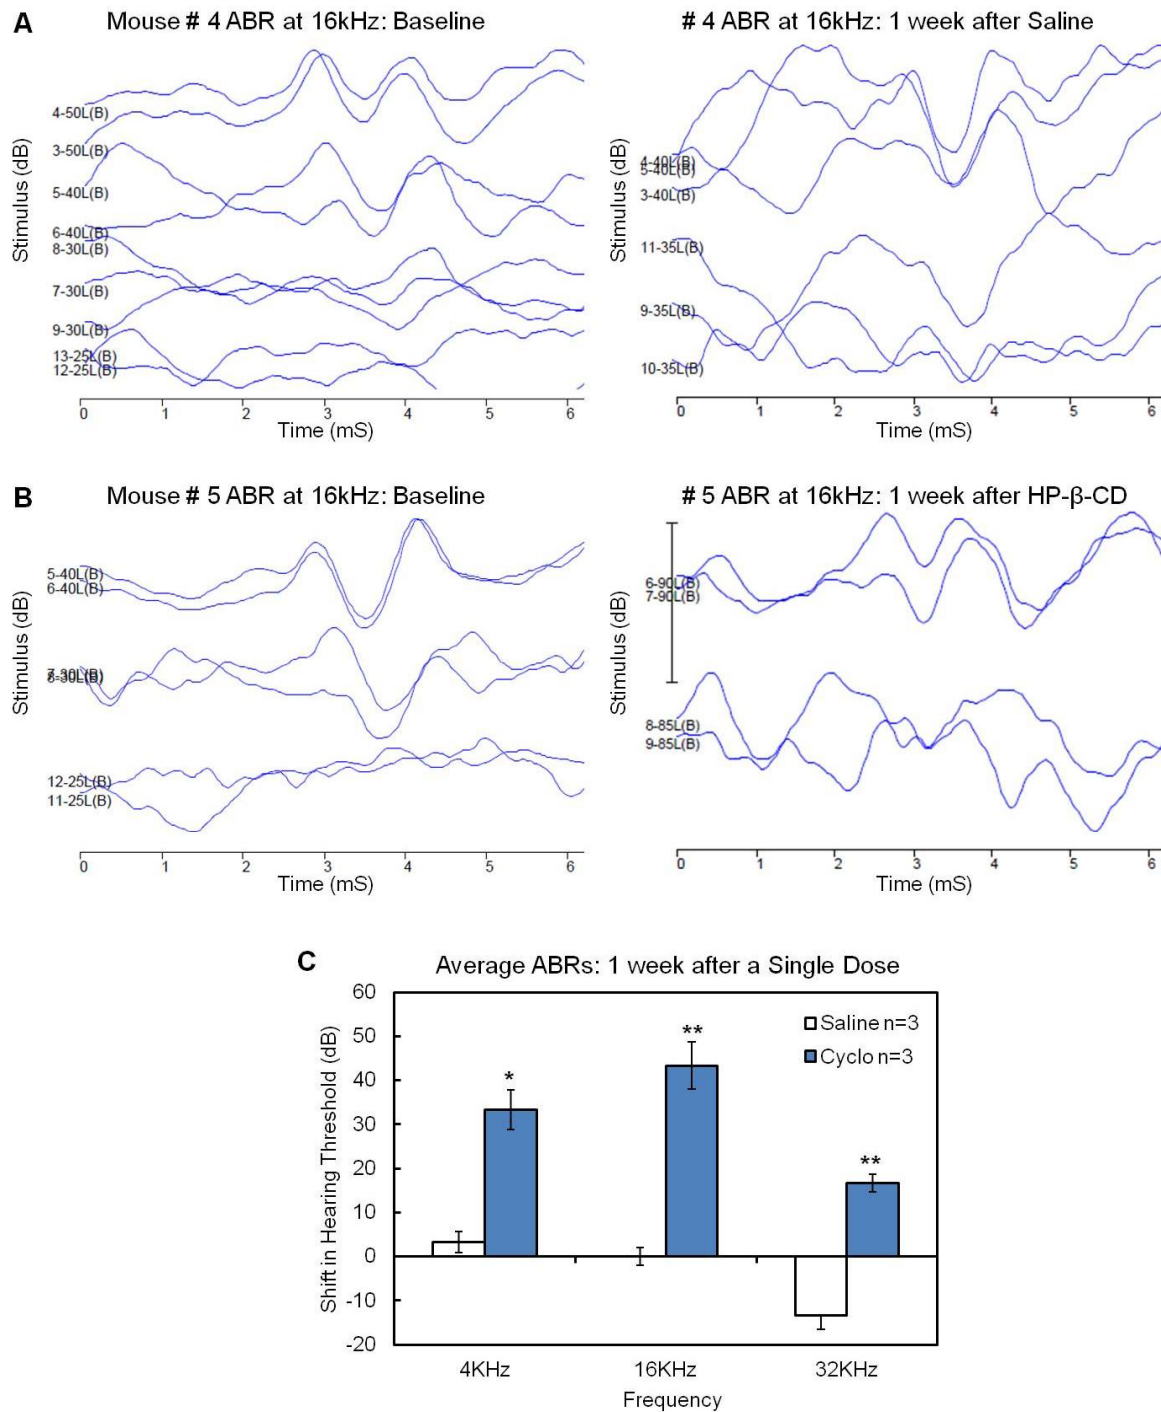 A
Mouse # 4 ABR at 16kHz: Baseline
Stimulus (dB)
4-50L(B)
3-50L(B)
5-40L(B)
6-40L(B)
8-30L(B)
7-30L(B)
9-30L(B)
13-25L(B)
12-25L(B)
0 1 2 3 4 5 6
Time (mS)
# 4 ABR at 16kHz: 1 week after Saline
Stimulus (dB)
4-40L(B)
5-40L(B)
3-40L(B)
11-35L(B)
9-35L(B)
10-35L(B)
0 1 2 3 4 5 6
Time (mS)
B
Mouse # 5 ABR at 16kHz: Baseline
Stimulus (dB)
5-40L(B)
6-40L(B)
12-25L(B)
11-25L(B)
0 1 2 3 4 5 6
Time (mS)
# 5 ABR at 16kHz: 1 week after HP-β-CD
Stimulus (dB)
6-90L(B)
7-90L(B)
8-85L(B)
9-85L(B)
0 1 2 3 4 5 6
Time (mS)
C
Average ABRs: 1 week after a Single Dose
Shift in Hearing Threshold (dB)
60
50
40
30
20
10
0
-10
-20
Saline n=3
Cyclo n=3
* ** **
4KHz 16KHz 32KHz
Frequency